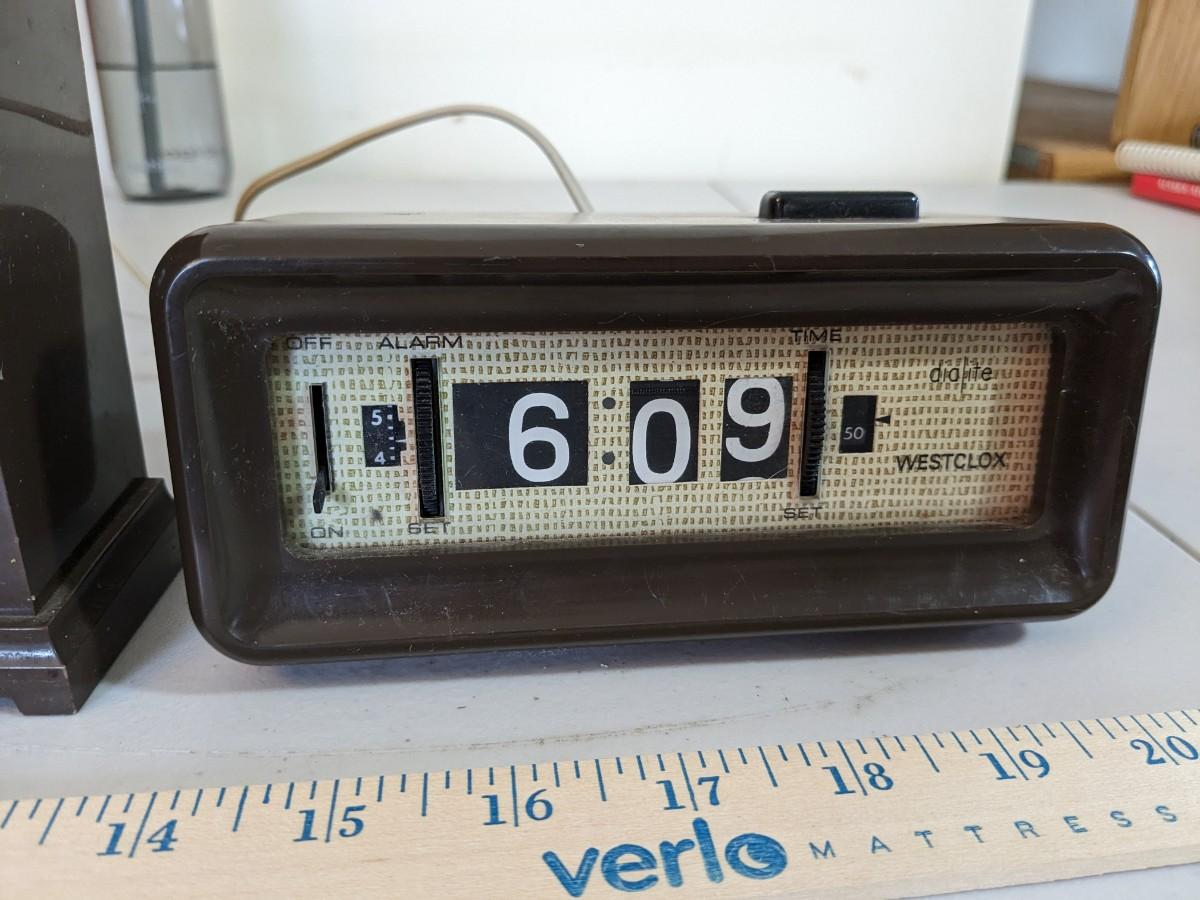 OFF ALARM TIME
dialite
5
4
6:09
50
WESTCLOX
ON SET SET
14 15 16 17 18 19 20
verlo MATTRESS